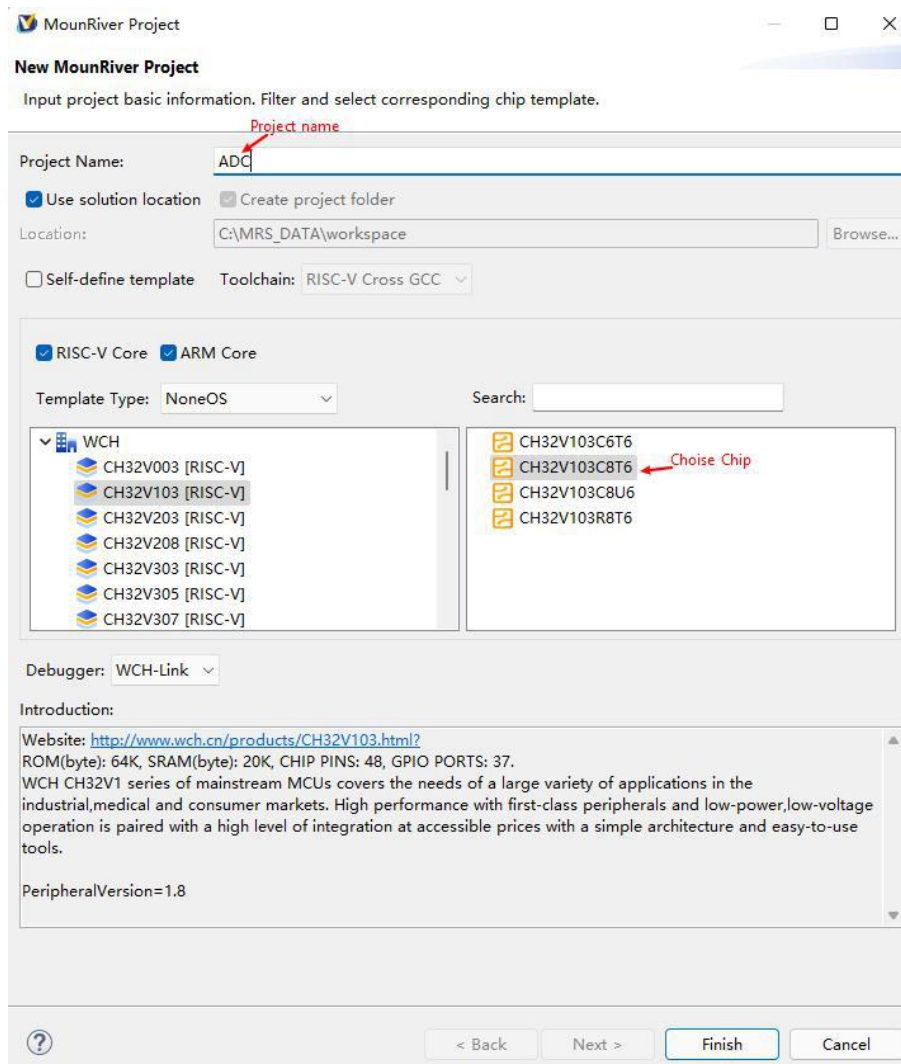 MounRiver Project
New MounRiver Project
Input project basic information. Filter and select corresponding chip template.
Project name
Project Name: ADC
Use solution location Create project folder
Location: C:\MRS_DATA\workspace Browse...
Self-define template Toolchain: RISC-V Cross GCC
RISC-V Core ARM Core
Template Type: NoneOS Search:
WCH
CH32V003 [RISC-V]
CH32V103 [RISC-V]
CH32V203 [RISC-V]
CH32V208 [RISC-V]
CH32V303 [RISC-V]
CH32V305 [RISC-V]
CH32V307 [RISC-V]
CH32V103C6T6
CH32V103C8T6 Choise Chip
CH32V103C8U6
CH32V103R8T6
Debugger: WCH-Link
Introduction:
Website: http://www.wch.cn/products/CH32V103.html?
ROM(byte): 64K, SRAM(byte): 20K, CHIP PINS: 48, GPIO PORTS: 37.
WCH CH32V1 series of mainstream MCUs covers the needs of a large variety of applications in the
industrial,medical and consumer markets. High performance with first-class peripherals and low-power,low-voltage
operation is paired with a high level of integration at accessible prices with a simple architecture and easy-to-use
tools.
PeripheralVersion=1.8
? < Back Next > Finish Cancel